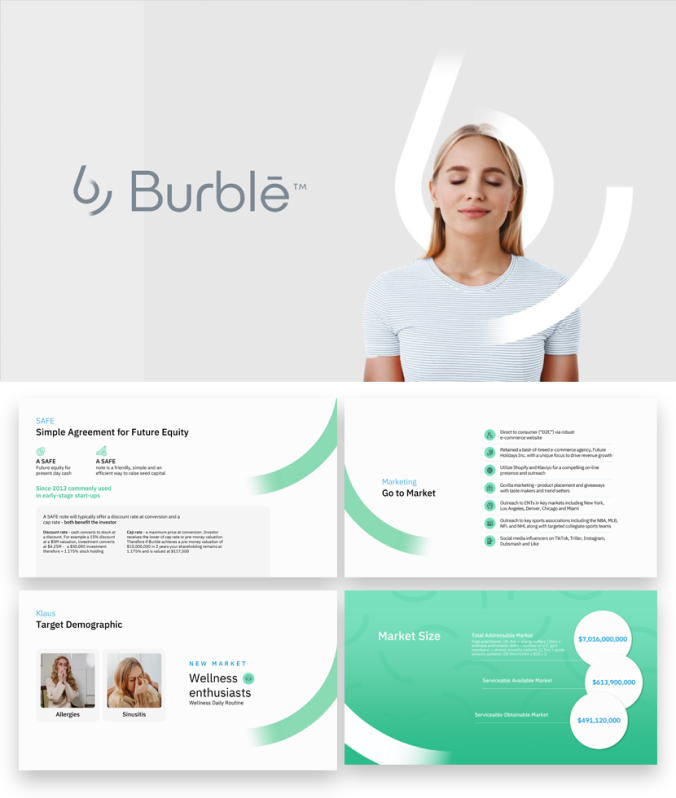 Burblē™
SAFE
Simple Agreement for Future Equity
A SAFE
Future equity for
present day cash
A SAFE
note is a friendly, simple and an
efficient way to raise seed capital
Since 2013 commonly used
in early-stage start-ups
A SAFE note will typically offer a discount rate at conversion and a
cap rate - both benefit the investor
Discount rate - cash converts to stock at
a discount. For example a 15% discount
at a $5M valuation, investment converts
therefore = 1.175% stock holding
Cap rate - a maximum price at conversion. Investor
receives the lower of cap rate or pre-money valuation
Therefore if Burble achieves a pre-money valuation of
$10,000,000 in 2 years your shareholding remains at
1.175% and is valued at $117,500
Marketing
Go to Market
Direct to consumer ("D2C") via robust
e-commerce website
Retained a best-of-breed e-commerce agency, Future
Holdings Inc. with a unique focus to drive revenue growth
Utilize Shopify and Klaviyo for a compelling on-line
presence and outreach
Gorilla marketing - product placement and giveaways
with taste makers and trend setters
Outreach to ENTs in key markets including New York,
Los Angeles, Denver, Chicago and Miami
Outreach to key sports associations including the NBA, MLB,
NFL and NHL along with targeted collegiate sports teams
Social media influencers on TikTok, Triller, Instagram,
Dubsmash and Like
Klaus
Target Demographic
Allergies
Sinusitis
NEW MARKET
Wellness
enthusiasts
Wellness Daily Routine
Market Size
Total Addressable Market
$7,016,000,000
Serviceable Available Market
$613,900,000
Serviceable Obtainable Market
$491,120,000